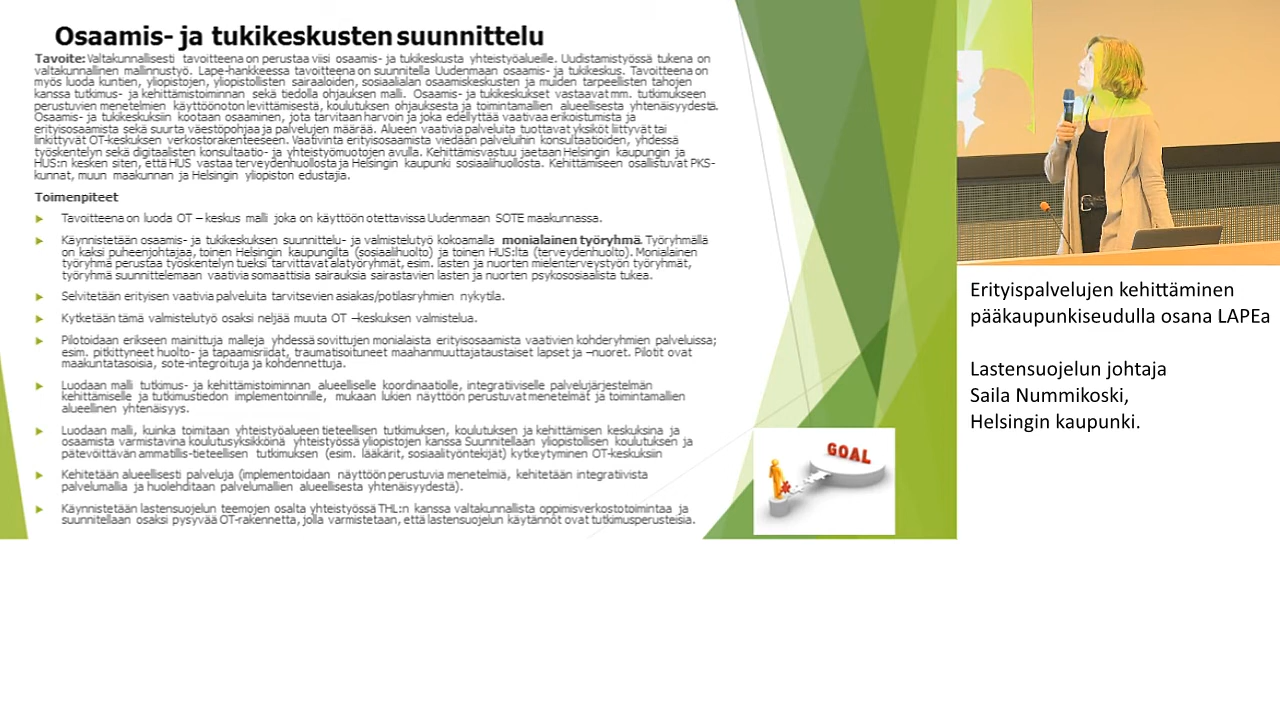 Osaamis- ja tukikeskusten suunnittelu
Tavoite: Valtakunnallisesti tavoitteena on perustaa viisi osaamis- ja tukikeskusta yhteistyöalueille. Uudistamistyössä tukena on
valtakunnallinen mallinnustyö. Lape-hankkeessa tavoitteena on suunnitella Uudenmaan osaamis- ja tukikeskus. Tavoitteena on
myös luoda kuntien, yliopistojen, yliopistollisten sairaaloiden, sosiaalialan osaamiskeskusten ja muiden tarpeellisten tahojen
kanssa tutkimus- ja kehittämistoiminnan sekä tiedolla ohjauksen malli. Osaamis- ja tukikeskukset vastaavat mm. tutkimukseen
perustuvien menetelmien käyttöönoton levittämisestä, koulutuksen ohjauksesta ja toimintamallien alueellisesta yhtenäisyydestä.
Osaamis- ja tukikeskuksiin kootaan osaaminen, jota tarvitaan harvoin ja joka edellyttää vaativaa erikoistumista ja
erityisosaamista sekä suurta väestöpohjaa ja palvelujen määrää. Alueen vaativia palveluita tuottavat yksiköt liittyvät tai
linkittyvät OT-keskuksen verkostorakenteeseen. Vaativinta erityisosaamista viedään palveluihin konsultaatioiden, yhdessä
työskentelyn sekä digitaalisten konsultaatio- ja yhteistyömuotojen avulla. Kehittämisvastuu jaetaan Helsingin kaupungin ja
HUS:n kesken siten, että HUS vastaa terveydenhuollosta ja Helsingin kaupunki sosiaalihuollosta. Kehittämiseen osallistuvat PKS-
kunnat, muun maakunnan ja Helsingin yliopiston edustajia.
Toimenpiteet
Tavoitteena on luoda OT – keskus malli joka on käyttöön otettavissa Uudenmaan SOTE maakunnassa.
Käynnistetään osaamis- ja tukikeskuksen suunnittelu- ja valmistelutyö kokoamalla monialainen työryhmä. Työryhmällä
on kaksi puheenjohtajaa, toinen Helsingin kaupungilta (sosiaalihuolto) ja toinen HUS:lta (terveydenhuolto). Monialainen
työryhmä perustaa työskentelyn tueksi tarvittavat alatyöryhmät, esim. lasten ja nuorten mielenterveystyön työryhmät,
työryhmä suunnittelemaan vaativia somaattisia sairauksia sairastavien lasten ja nuorten psykososiaalista tukea.
Selvitetään erityisen vaativia palveluita tarvitsevien asiakas/potilasryhmien nykytila.
Kytketään tämä valmistelutyö osaksi neljää muuta OT –keskuksen valmistelua.
Pilotoidaan erikseen mainittuja malleja yhdessä sovittujen monialaista erityisosaamista vaativien kohderyhmien palveluissa;
esim. pitkittyneet huolto- ja tapaamisriidat, traumatisoituneet maahanmuuttajataustaiset lapset ja –nuoret. Pilotit ovat
maakuntatasoisia, sote-integroituja ja kohdennettuja.
Luodaan malli tutkimus- ja kehittämistoiminnan alueelliselle koordinaatiolle, integratiiviselle palvelujärjestelmän
kehittämiselle ja tutkimustiedon implementoinnille, mukaan lukien näyttöön perustuvat menetelmät ja toimintamallien
alueellinen yhtenäisyys.
Luodaan malli, kuinka toimitaan yhteistyöalueen tieteellisen tutkimuksen, koulutuksen ja kehittämisen keskuksina ja
osaamista varmistavina koulutusyksikköinä yhteistyössä yliopistojen kanssa Suunnitellaan yliopistollisen koulutuksen ja
pätevöittävän ammatillis-tieteellisen tutkimuksen (esim. lääkärit, sosiaalityöntekijät) kytkeytyminen OT-keskuksiin
Kehitetään alueellisesti palveluja (implementoidaan näyttöön perustuvia menetelmiä, kehitetään integratiivista
palvelumallia ja huolehditaan palvelumallien alueellisesta yhtenäisyydestä).
Käynnistetään lastensuojelun teemojen osalta yhteistyössä THL:n kanssa valtakunnallista oppimisverkostotoimintaa ja
suunnitellaan osaksi pysyvää OT-rakennetta, jolla varmistetaan, että lastensuojelun käytännöt ovat tutkimusperusteisia.
GOAL
Erityispalvelujen kehittäminen
pääkaupunkiseudulla osana LAPEa
Lastensuojelun johtaja
Saila Nummikoski,
Helsingin kaupunki.